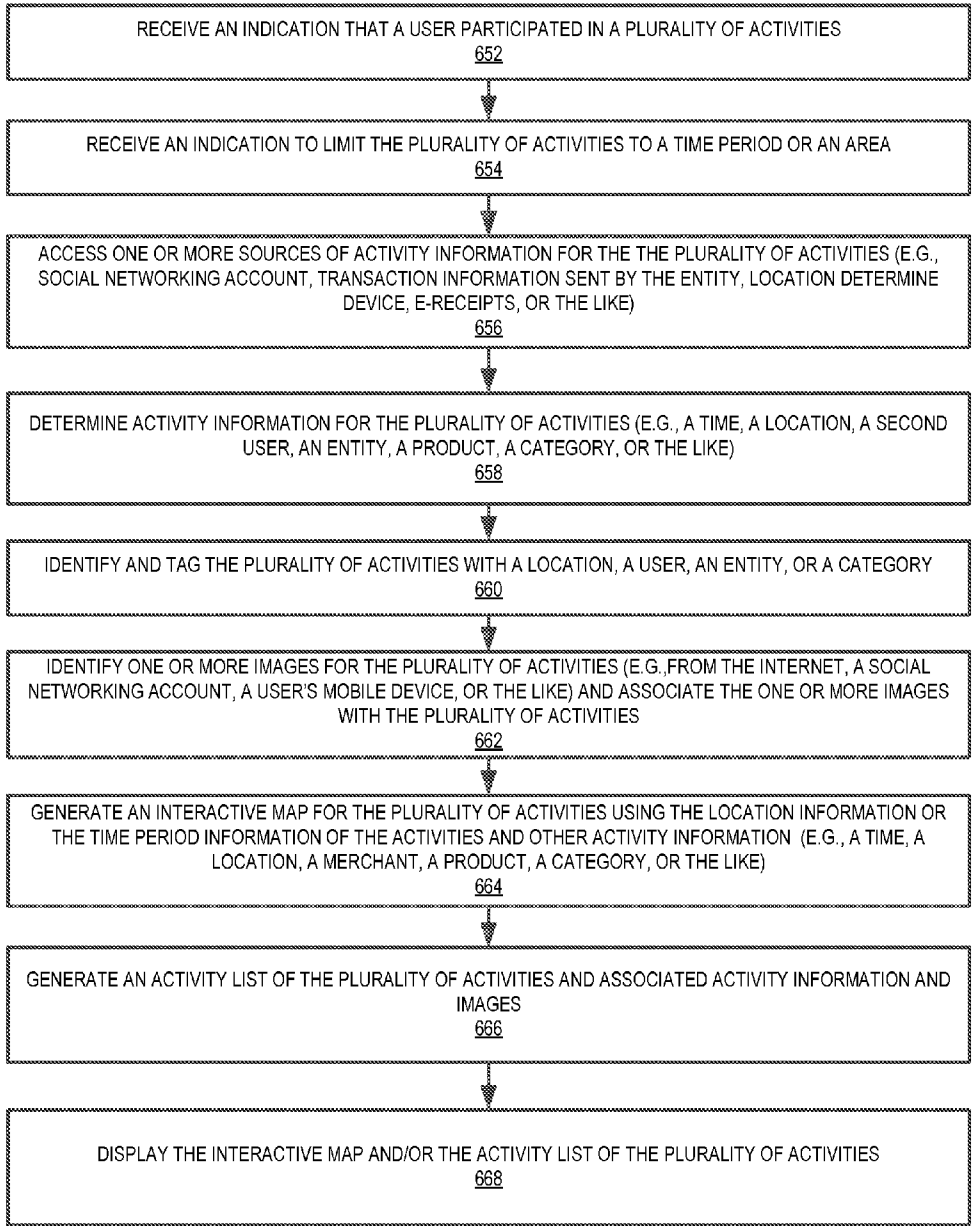 RECEIVE AN INDICATION THAT A USER PARTICIPATED IN A PLURALITY OF ACTIVITIES
652
RECEIVE AN INDICATION TO LIMIT THE PLURALITY OF ACTIVITIES TO A TIME PERIOD OR AN AREA
654
ACCESS ONE OR MORE SOURCES OF ACTIVITY INFORMATION FOR THE THE PLURALITY OF ACTIVITIES (E.G.,
SOCIAL NETWORKING ACCOUNT, TRANSACTION INFORMATION SENT BY THE ENTITY, LOCATION DETERMINE
DEVICE, E-RECEIPTS, OR THE LIKE)
656
DETERMINE ACTIVITY INFORMATION FOR THE PLURALITY OF ACTIVITIES (E.G., A TIME, A LOCATION, A SECOND
USER, AN ENTITY, A PRODUCT, A CATEGORY, OR THE LIKE)
658
IDENTIFY AND TAG THE PLURALITY OF ACTIVITIES WITH A LOCATION, A USER, AN ENTITY, OR A CATEGORY
660
IDENTIFY ONE OR MORE IMAGES FOR THE PLURALITY OF ACTIVITIES (E.G.,FROM THE INTERNET, A SOCIAL
NETWORKING ACCOUNT, A USER'S MOBILE DEVICE, OR THE LIKE) AND ASSOCIATE THE ONE OR MORE IMAGES
WITH THE PLURALITY OF ACTIVITIES
662
GENERATE AN INTERACTIVE MAP FOR THE PLURALITY OF ACTIVITIES USING THE LOCATION INFORMATION OR
THE TIME PERIOD INFORMATION OF THE ACTIVITIES AND OTHER ACTIVITY INFORMATION (E.G., A TIME, A
LOCATION, A MERCHANT, A PRODUCT, A CATEGORY, OR THE LIKE)
664
GENERATE AN ACTIVITY LIST OF THE PLURALITY OF ACTIVITIES AND ASSOCIATED ACTIVITY INFORMATION AND
IMAGES
666
DISPLAY THE INTERACTIVE MAP AND/OR THE ACTIVITY LIST OF THE PLURALITY OF ACTIVITIES
668